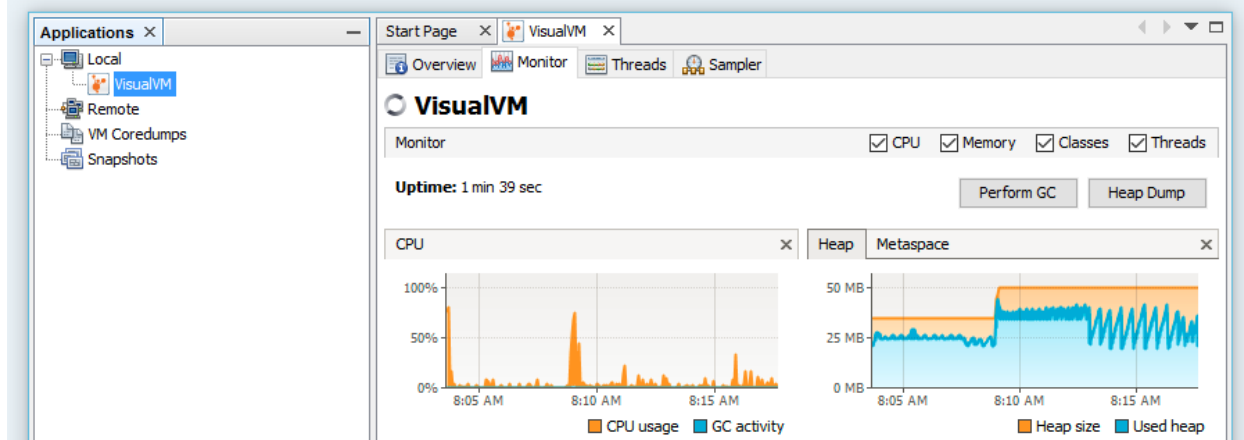 Applications
Local
VisualVM
Remote
VM Coredumps
Snapshots
Start Page VisualVM
Overview Monitor Threads Sampler
VisualVM
Monitor CPU Memory Classes Threads
Uptime: 1 min 39 sec Perform GC Heap Dump
CPU
100%
50%
0%
8:05 AM 8:10 AM 8:15 AM
CPU usage GC activity
Heap Metaspace
50 MB
25 MB
0 MB
8:05 AM 8:10 AM 8:15 AM
Heap size Used heap